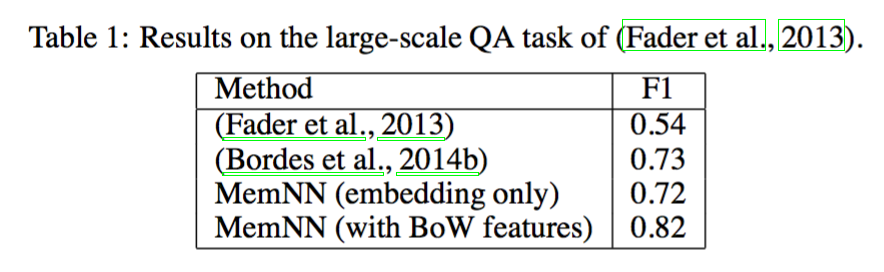 Table 1: Results on the large-scale QA task of (Fader et al., 2013).
Method F1
(Fader et al., 2013) 0.54
(Bordes et al., 2014b) 0.73
MemNN (embedding only) 0.72
MemNN (with BoW features) 0.82